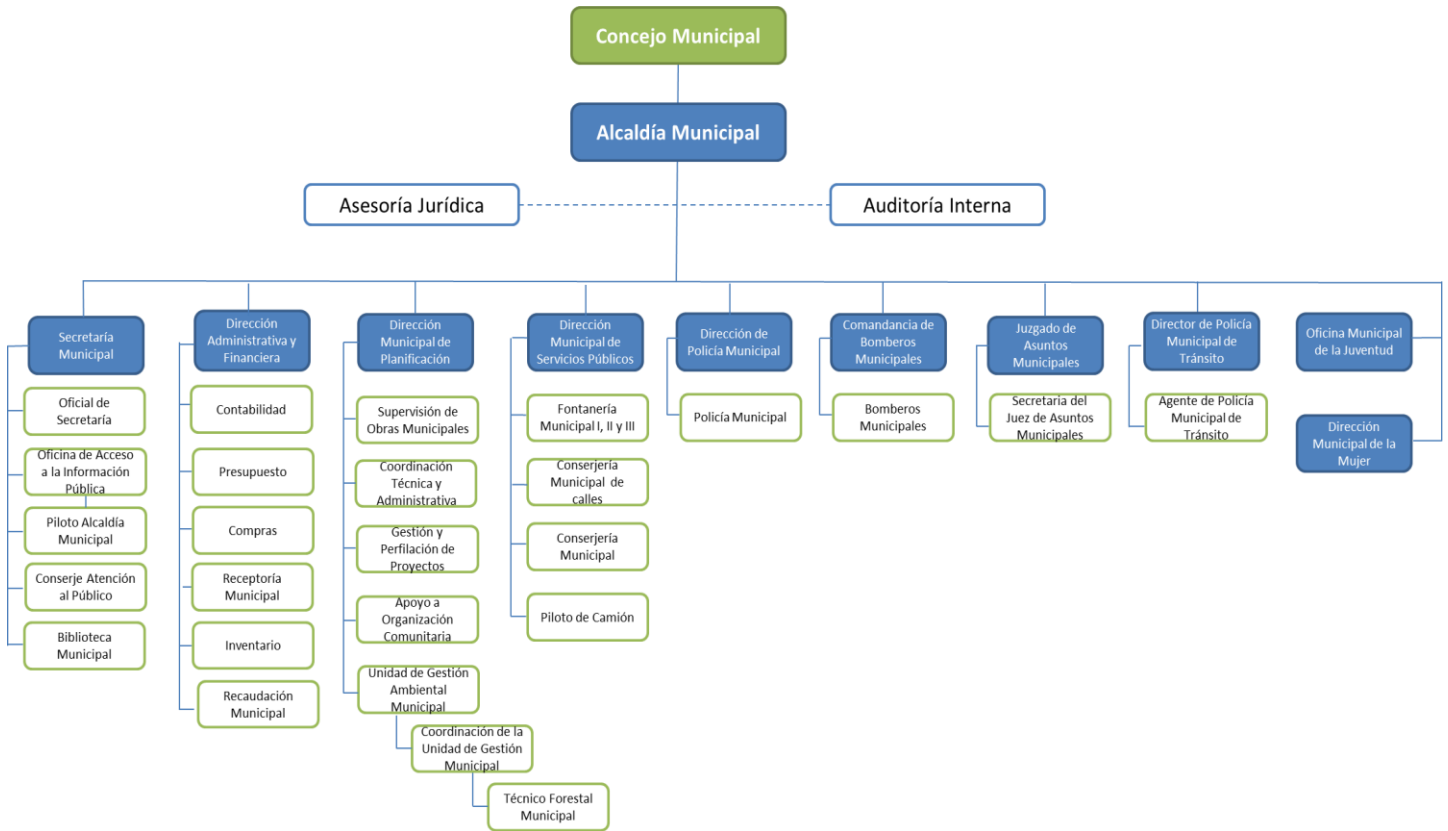 Concejo Municipal
Alcaldía Municipal
Asesoría Jurídica
Auditoría Interna
Secretaría
Municipal
Oficial de
Secretaría
Oficina de Acceso
a la Información
Pública
Piloto Alcaldía
Municipal
Conserje Atención
al Público
Biblioteca
Municipal
Dirección
Administrativa y
Financiera
Contabilidad
Presupuesto
Compras
Receptoría
Municipal
Inventario
Recaudación
Municipal
Dirección
Municipal de
Planificación
Supervisión de
Obras Municipales
Coordinación
Técnica y
Administrativa
Gestión y
Perfilación de
Proyectos
Apoyo a
Organización
Comunitaria
Unidad de Gestión
Ambiental
Municipal
Coordinación de la
Unidad de Gestión
Municipal
Técnico Forestal
Municipal
Dirección
Municipal de
Servicios Públicos
Fontanería
Municipal I, II y III
Conserjería
Municipal de
calles
Conserjería
Municipal
Piloto de Camión
Dirección de
Policía Municipal
Policía Municipal
Comandancia de
Bomberos
Municipales
Bomberos
Municipales
Juzgado de
Asuntos
Municipales
Secretaria del
Juez de Asuntos
Municipales
Director de Policía
Municipal de
Tránsito
Agente de Policía
Municipal de
Tránsito
Oficina Municipal
de la Juventud
Dirección
Municipal de la
Mujer